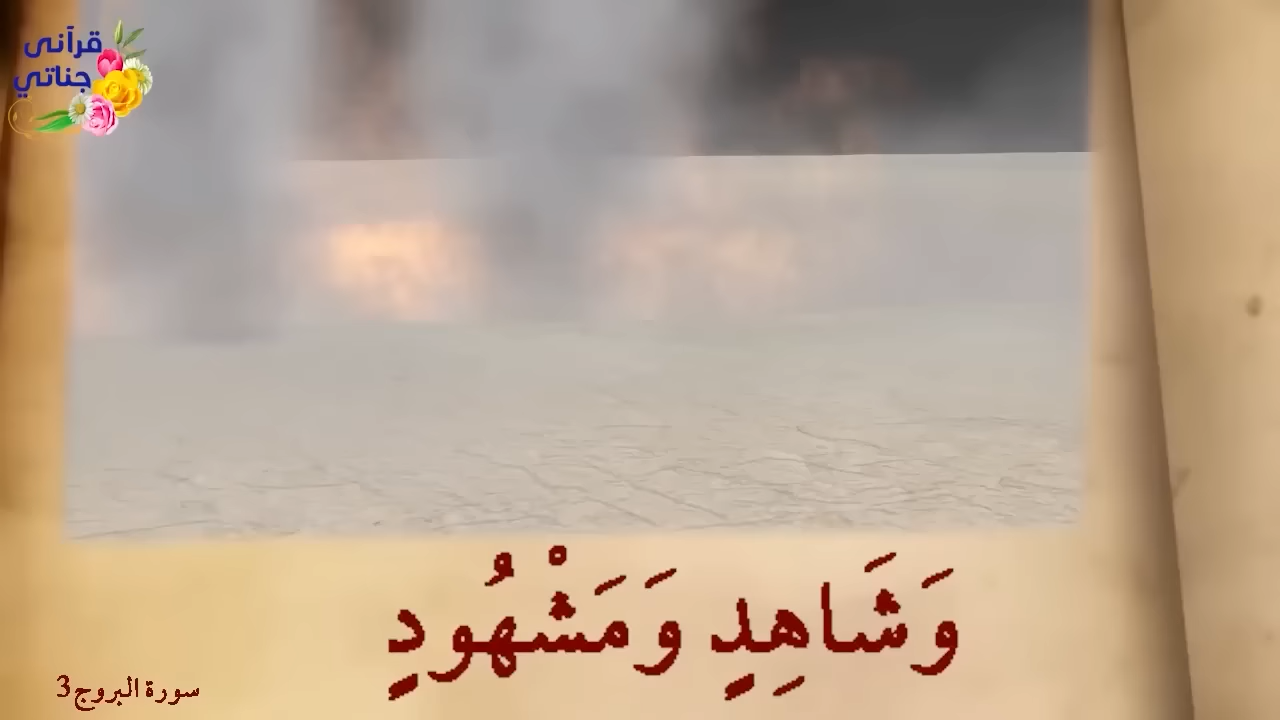 قرآنى
جناتي
وَشَاهِدٍ وَمَشْهُودٍ
سورة البروج3